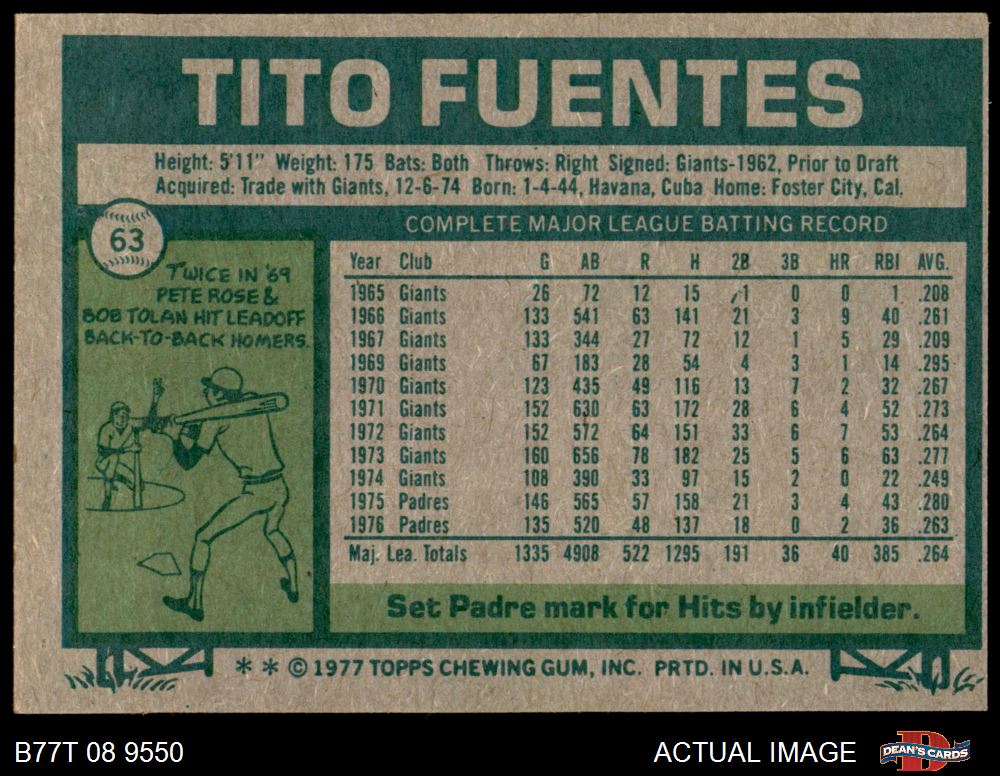 TITO FUENTES
Height: 5'11" Weight: 175 Bats: Both Throws: Right Signed: Giants-1962, Prior to Draft
Acquired: Trade with Giants, 12-6-74 Born: 1-4-44, Havana, Cuba Home: Foster City, Cal.
63
TWICE IN '69
PETE ROSE &
BOB TOLAN HIT LEADOFF
BACK-TO-BACK HOMERS.
COMPLETE MAJOR LEAGUE BATTING RECORD
Year Club G AB R H 2B 3B HR RBI AVG.
1965 Giants 26 72 12 15 1 0 0 1 .208
1966 Giants 133 541 63 141 21 3 9 40 .261
1967 Giants 133 344 27 72 12 1 5 29 .209
1969 Giants 67 183 28 54 4 3 1 14 .295
1970 Giants 123 435 49 116 13 7 2 32 .267
1971 Giants 152 630 63 172 28 6 4 52 .273
1972 Giants 152 572 64 151 33 6 7 53 .264
1973 Giants 160 656 78 182 25 5 6 63 .277
1974 Giants 108 390 33 97 15 2 0 22 .249
1975 Padres 146 565 57 158 21 3 4 43 .280
1976 Padres 135 520 48 137 18 0 2 36 .263
Maj. Lea. Totals 1335 4908 522 1295 191 36 40 385 .264
Set Padre mark for Hits by infielder.
* * © 1977 TOPPS CHEWING GUM, INC. PRTD. IN U.S.A.
B77T 08 9550
ACTUAL IMAGE
DEAN'S CARDS